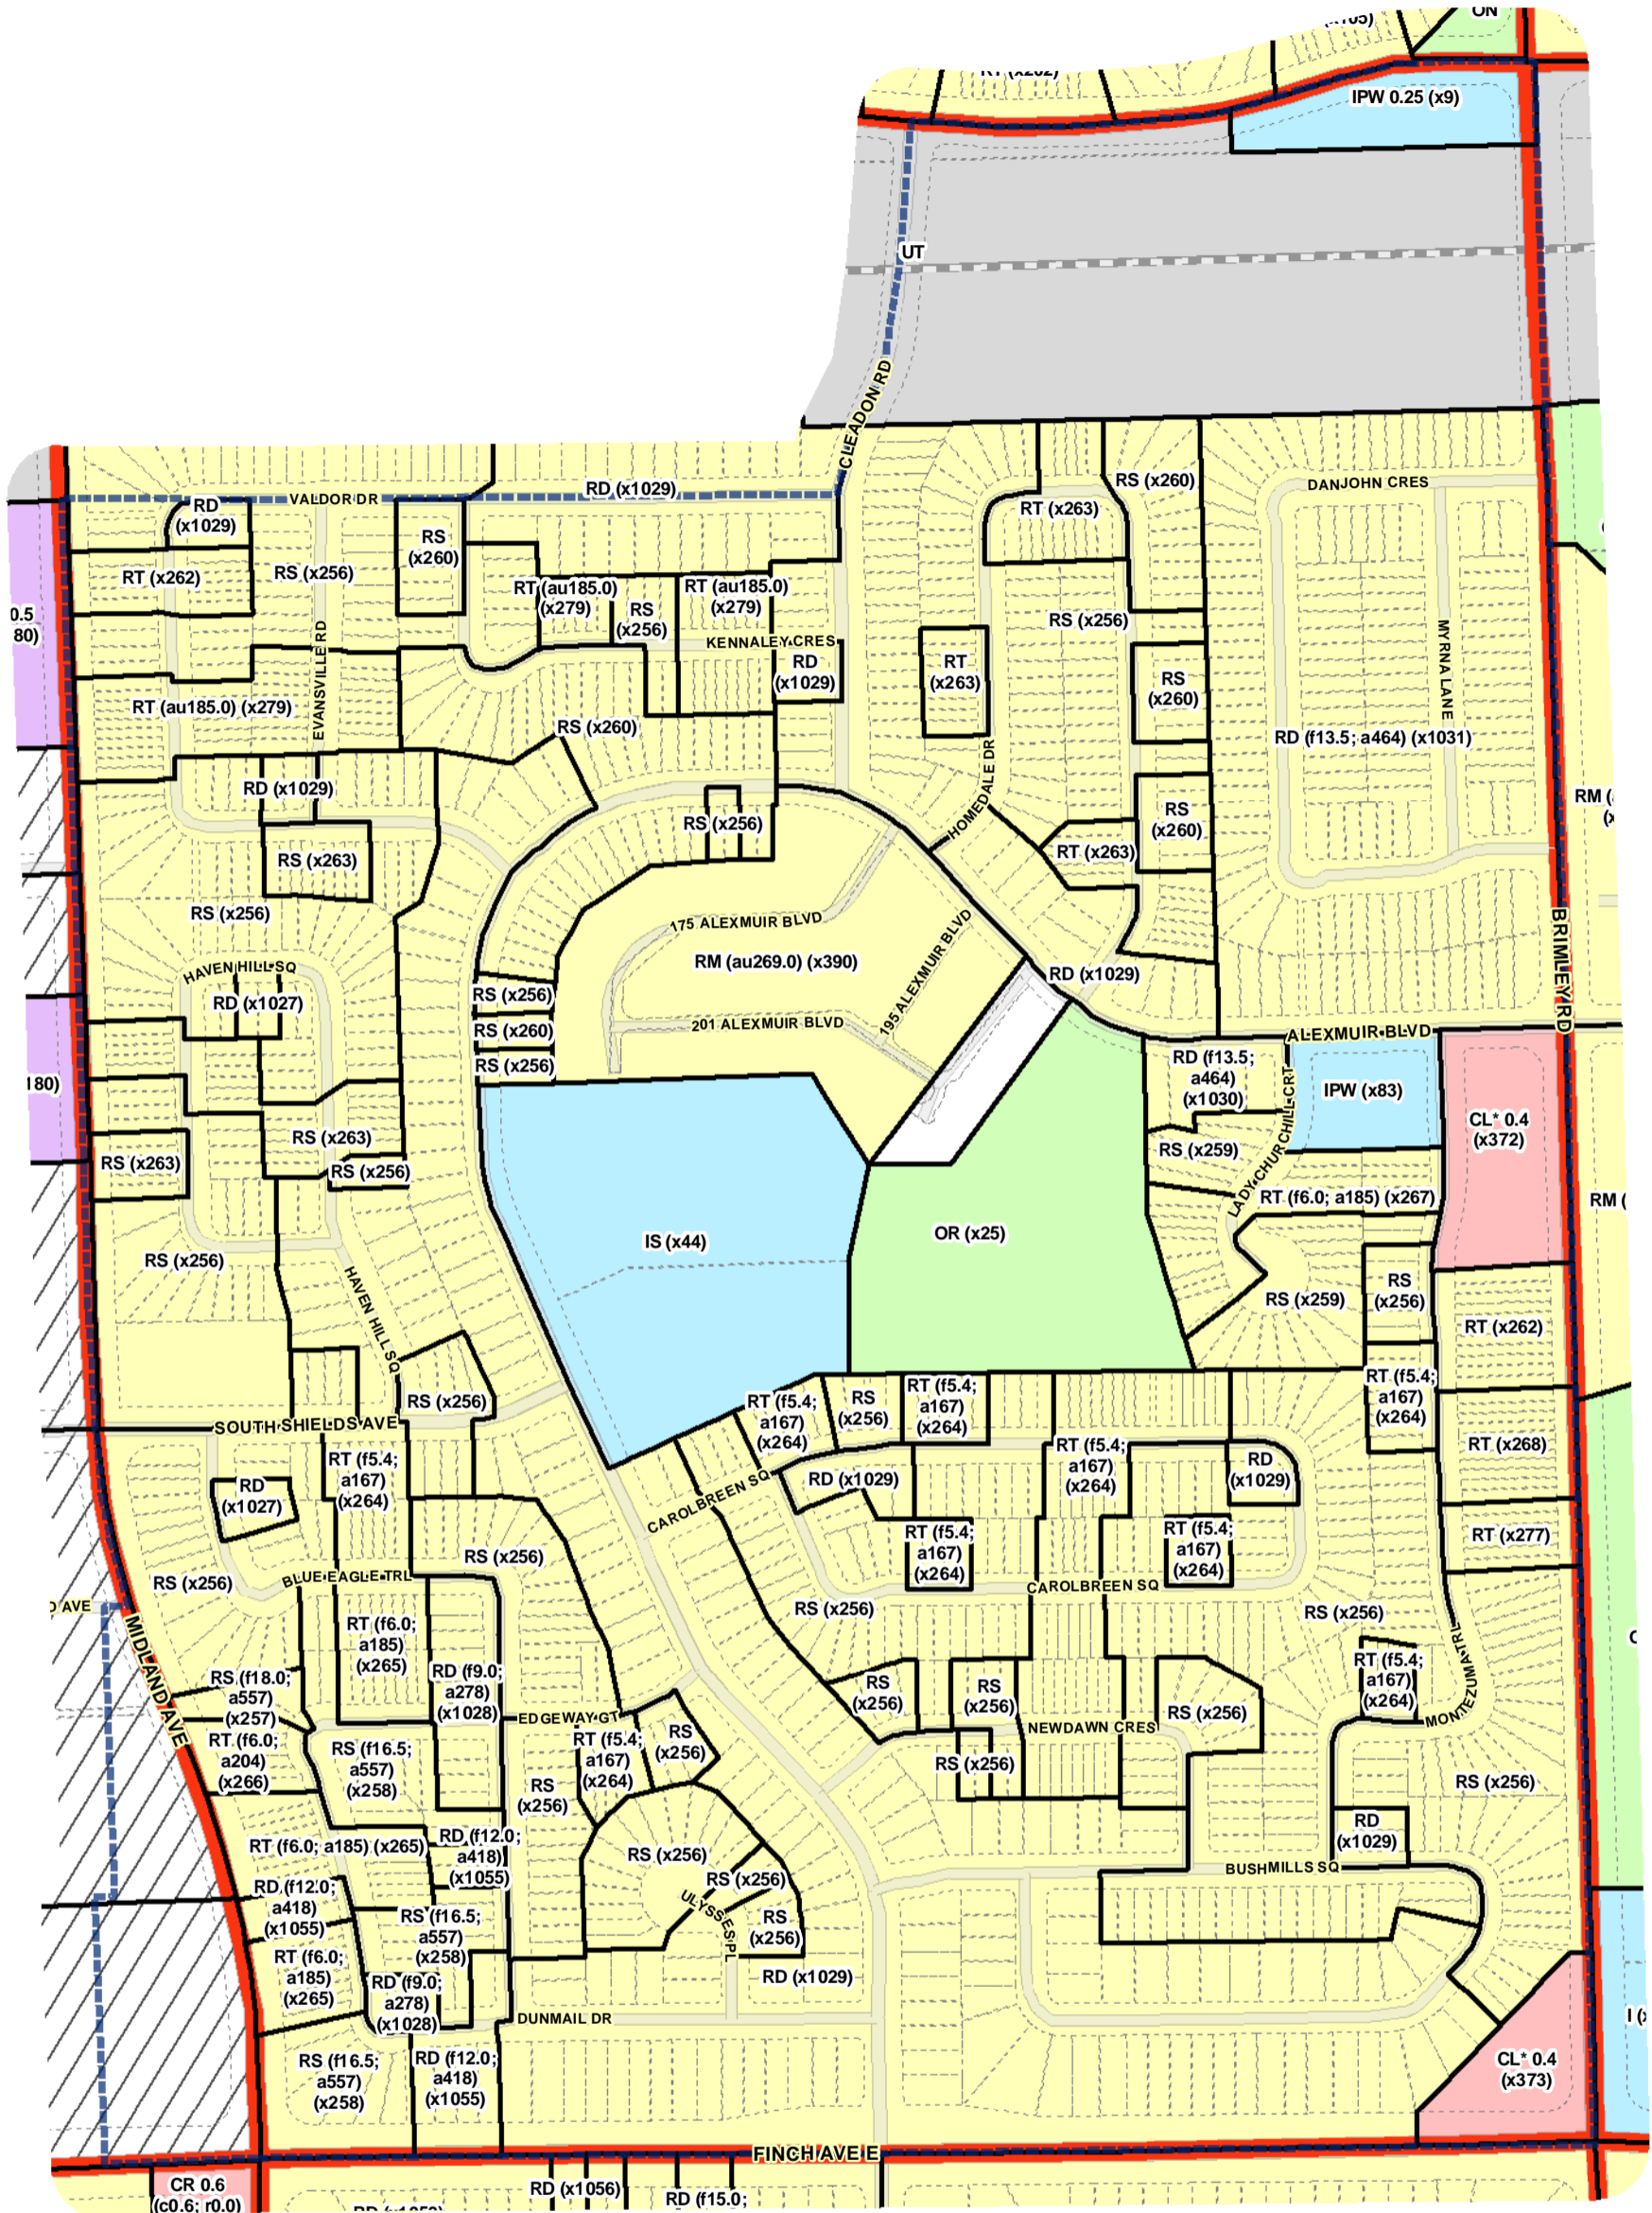 ON
IPW 0.25 (x9)
UT
CLEADON RD
RD (x1029)
VALDOR DR
RD
(x1029)
RS
(x260)
RS (x260)
DANJOHN CRES
RT (x263)
RT (x262)
RS (x256)
RT (au185.0)
(x279)
RS
(x256)
RT (au185.0)
(x279)
RS (x256)
0.5
80)
KENNALEY CRES
EVANSVILLE RD
RD
(x1029)
RT
(x263)
RS
(x260)
MYRNA LANE
RT (au185.0) (x279)
RS (x260)
RD (f13.5; a464) (x1031)
HOMEDALE DR
RD (x1029)
RS (x256)
RS
(x260)
RM (
RS (x263)
RT (x263)
RS (x256)
175 ALEXMUIR BLVD
195 ALEXMUIR BLVD
BRIMLEY RD
HAVEN HILL SQ
RM (au269.0) (x390)
RD (x1029)
RD (x1027)
RS (x256)
201 ALEXMUIR BLVD
RS (x260)
ALEXMUIR BLVD
RS (x256)
RD (f13.5;
a464)
(x1030)
IPW (x83)
180)
LADY CHURCHILL CRT
CL* 0.4
(x372)
RS (x263)
RS (x263)
RS (x256)
RS (x259)
RT (f6.0; a185) (x267)
RM (
IS (x44)
OR (x25)
RS (x256)
HAVEN HILL SQ
RS (x259)
RS
(x256)
RT (x262)
RS (x256)
RT (f5.4;
a167)
(x264)
RS
(x256)
RT (f5.4;
a167)
(x264)
RT (f5.4;
a167)
(x264)
SOUTH SHIELDS AVE
RT (x268)
RT (f5.4;
a167)
(x264)
RT (f5.4;
a167)
(x264)
RD
(x1029)
RD
(x1027)
CAROLBREEN SQ
RD (x1029)
RT (f5.4;
a167)
(x264)
RT (f5.4;
a167)
(x264)
RT (x277)
RS (x256)
BLUE EAGLE TRL
RS (x256)
CAROLBREEN SQ
AVE
RS (x256)
RS (x256)
MIDLAND AVE
RT (f6.0;
a185)
(x265)
MONTEZUMA TRL
RS (f18.0;
a557)
(x257)
RD (f9.0;
a278)
(x1028)
RS
(x256)
RS
(x256)
RS (x256)
RT (f5.4;
a167)
(x264)
EDGEWAY GT
NEWDAWN CRES
RT (f6.0;
a204)
(x266)
RS (f16.5;
a557)
(x258)
RT (f5.4;
a167)
(x264)
RS
(x256)
RS (x256)
RS
(x256)
RS (x256)
RT (f6.0; a185) (x265)
RD (f12.0;
a418)
(x1055)
RS (x256)
RD
(x1029)
RS (x256)
BUSHMILLS SQ
RD (f12.0;
a418)
(x1055)
RS (f16.5;
a557)
(x258)
ULYSSES PL
RS
(x256)
RT (f6.0;
a185)
(x265)
RD (f9.0;
a278)
(x1028)
RD (x1029)
DUNMAIL DR
RS (f16.5;
a557)
(x258)
RD (f12.0;
a418)
(x1055)
CL* 0.4
(x373)
FINCH AVE E
CR 0.6
(c0.6; r0.0)
RD (x1056)
RD (f15.0;